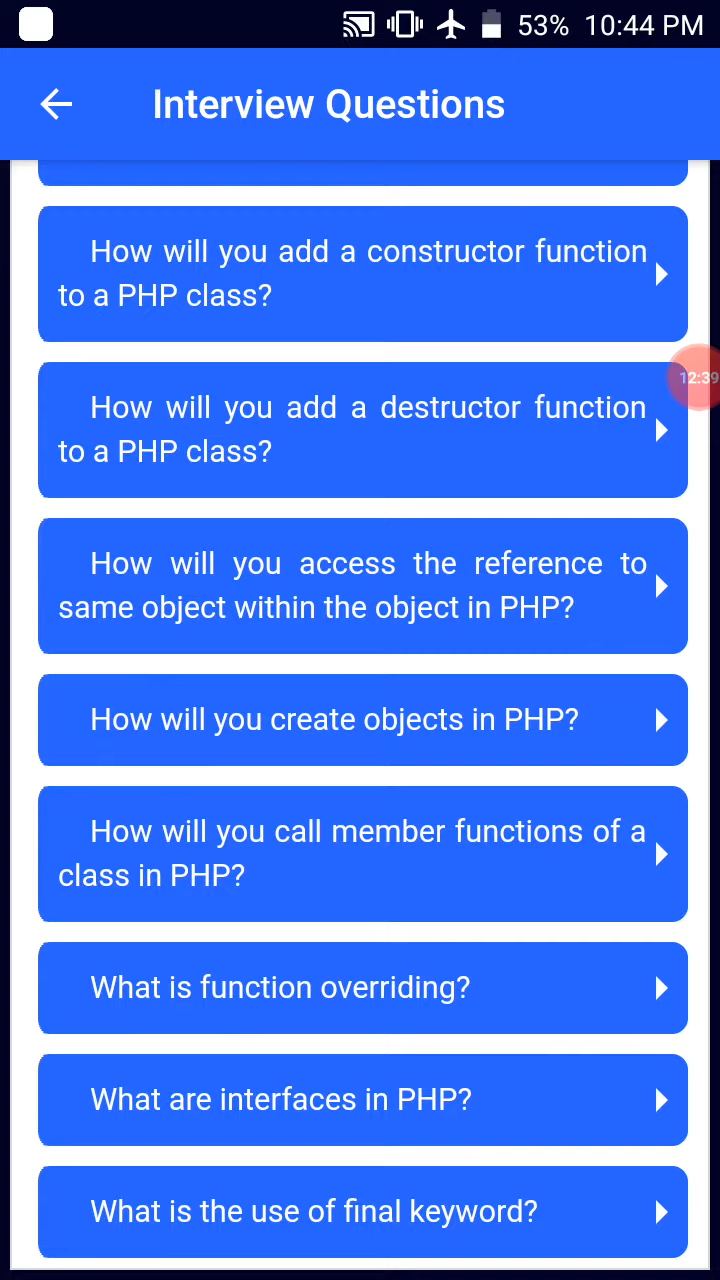 53% 10:44 PM
Interview Questions
How will you add a constructor function
to a PHP class?
12:39
How will you add a destructor function
to a PHP class?
How will you access the reference to
same object within the object in PHP?
How will you create objects in PHP?
How will you call member functions of a
class in PHP?
What is function overriding?
What are interfaces in PHP?
What is the use of final keyword?